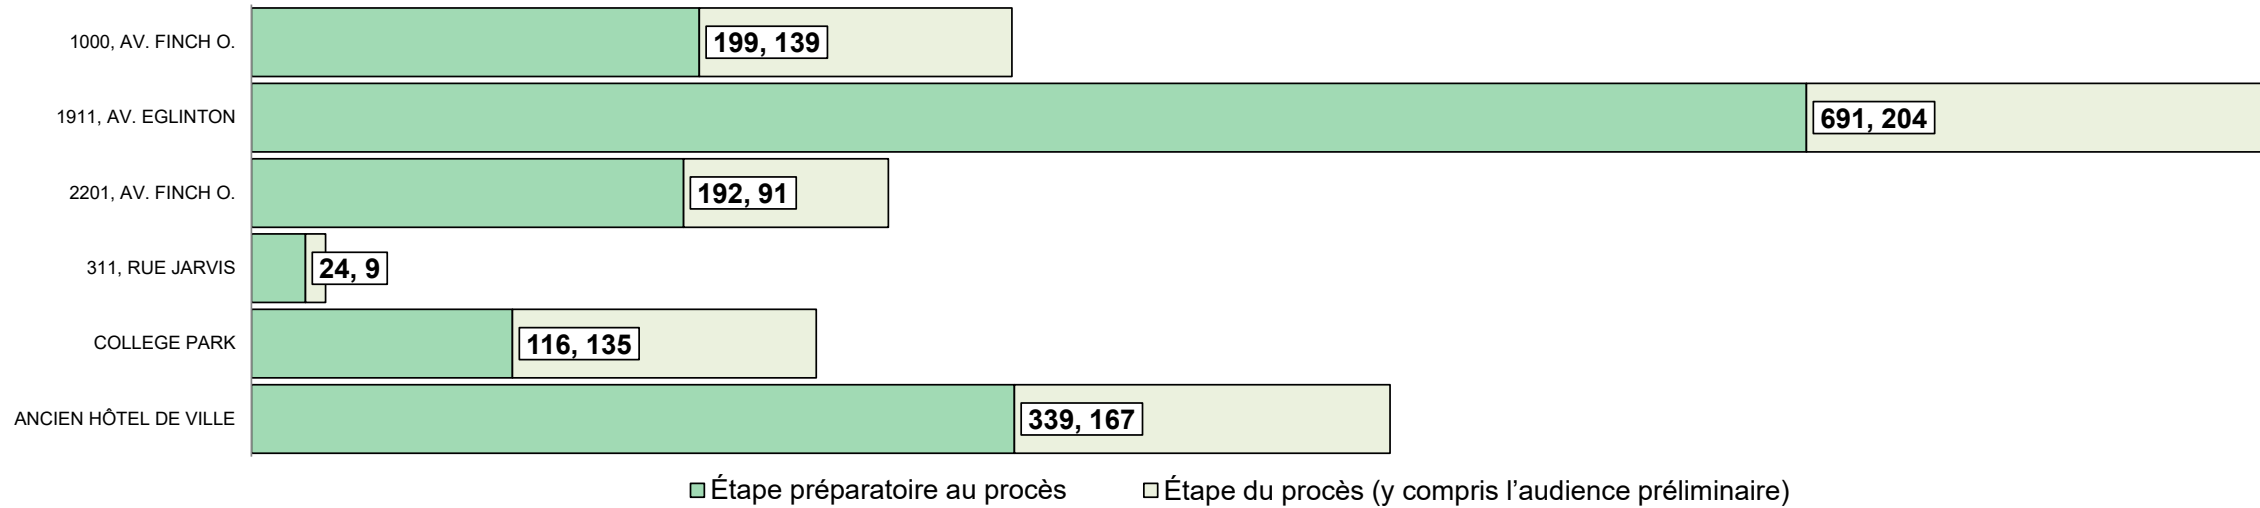 1000, AV. FINCH O.
199, 139
1911, AV. EGLINTON
691, 204
2201, AV. FINCH O.
192, 91
311, RUE JARVIS
24, 9
COLLEGE PARK
116, 135
ANCIEN HÔTEL DE VILLE
339, 167
Étape préparatoire au procès
Étape du procès (y compris l’audience préliminaire)